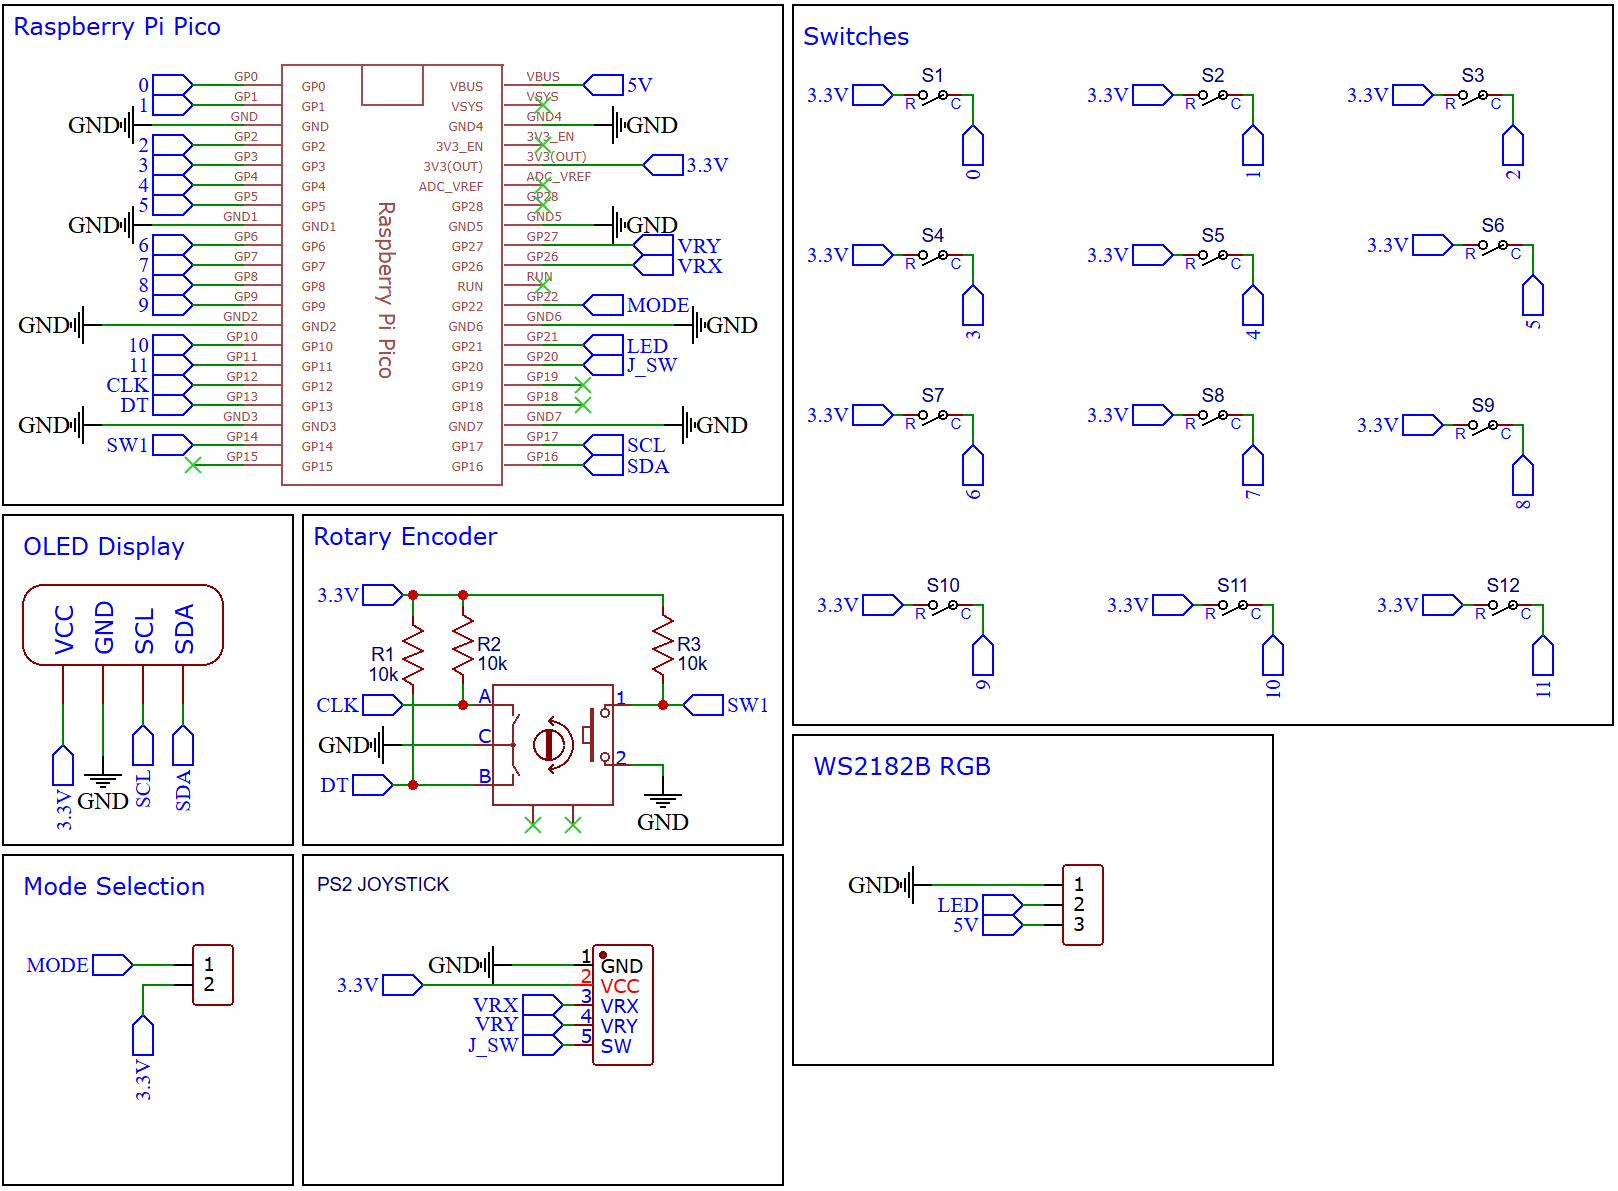 Raspberry Pi Pico
0 GP0 GP0 VBUS VBUS 5V
1 GP1 GP1 VSYS VSYS
GND GND GND GND4 GND4 GND
2 GP2 GP2 3V3_EN 3V3_EN
3 GP3 GP3 3V3(OUT) 3V3(OUT) 3.3V
4 GP4 GP4 ADC_VREF ADC_VREF
5 GP5 GP5 GP28 GP28
GND GND1 GND1 GND5 GND5 GND
6 GP6 GP6 GP27 GP27 VRY
7 GP7 GP7 GP26 GP26 VRX
8 GP8 GP8 RUN RUN
9 GP9 GP9 GP22 GP22 MODE
GND GND2 GND2 GND6 GND6 GND
10 GP10 GP10 GP21 GP21 LED
11 GP11 GP11 GP20 GP20 J_SW
CLK GP12 GP12 GP19 GP19
DT GP13 GP13 GP18 GP18
GND GND3 GND3 GND7 GND7 GND
SW1 GP14 GP14 GP17 GP17 SCL
GP15 GP15 GP16 GP16 SDA
Raspberry Pi Pico
Switches
S1 S2 S3
3.3V R C 3.3V R C 3.3V R C
0 1 2
S4 S5 S6
3.3V R C 3.3V R C 3.3V R C
3 4 5
S7 S8 S9
3.3V R C 3.3V R C 3.3V R C
6 7 8
S10 S11 S12
3.3V R C 3.3V R C 3.3V R C
9 10 11
OLED Display
VCC GND SCL SDA
3.3V GND SCL SDA
Rotary Encoder
3.3V
R1
10k
R2
10k
R3
10k
CLK A 1 SW1
GND C
2
DT B
GND
WS2182B RGB
GND 1
LED 2
5V 3
Mode Selection
MODE 1
2
3.3V
PS2 JOYSTICK
GND 1 GND
3.3V 2 VCC
VRX 3 VRX
VRY 4 VRY
J_SW 5 SW